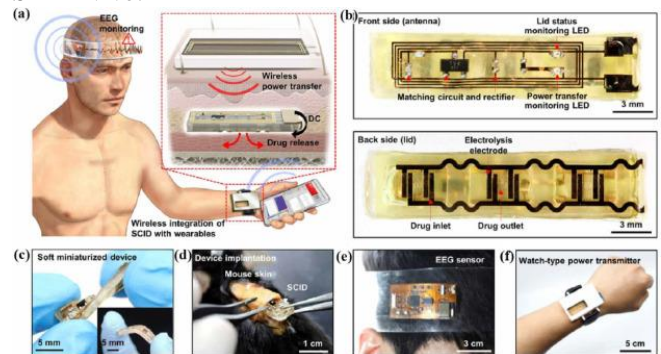 (a)
EEG
monitoring
Wireless
power transfer
DC
Drug release
Wireless integration of
SCID with wearables
(b)
Front side (antenna)
Lid status
monitoring LED
Matching circuit and rectifier
Power transfer
monitoring LED
3 mm
Back side (lid)
Electrolysis
electrode
Drug inlet
Drug outlet
3 mm
(c)
Soft miniaturized device
5 mm
5 mm
(d)
Device implantation
Mouse skin
SCID
1 cm
(e)
EEG sensor
3 cm
(f)
Watch-type power transmitter
5 cm